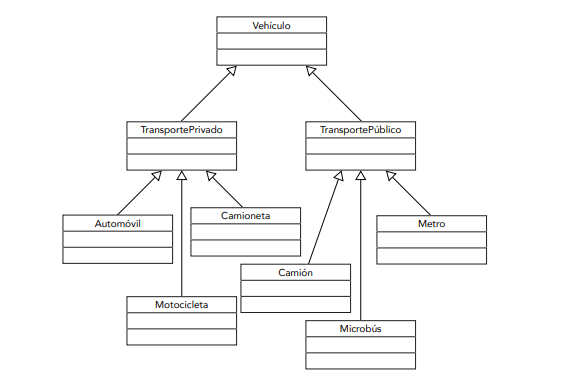 Vehículo
TransportePrivado
TransportePúblico
Automóvil
Camioneta
Metro
Camión
Motocicleta
Microbús